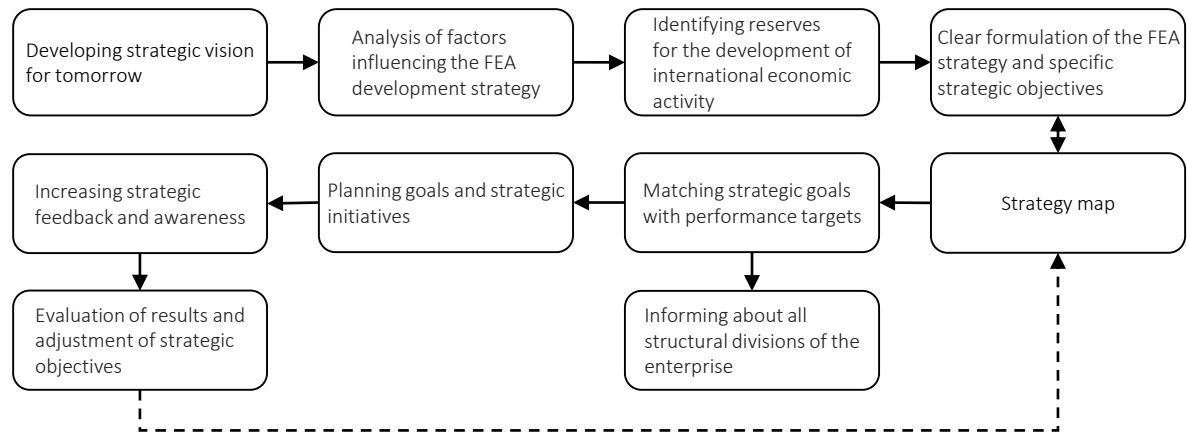 Developing strategic vision
for tomorrow
Analysis of factors
influencing the FEA
development strategy
Identifying reserves
for the development of
international economic
activity
Clear formulation of the FEA
strategy and specific
strategic objectives
Increasing strategic
feedback and awareness
Planning goals and strategic
initiatives
Matching strategic goals
with performance targets
Strategy map
Evaluation of results and
adjustment of strategic
objectives
Informing about all
structural divisions of the
enterprise